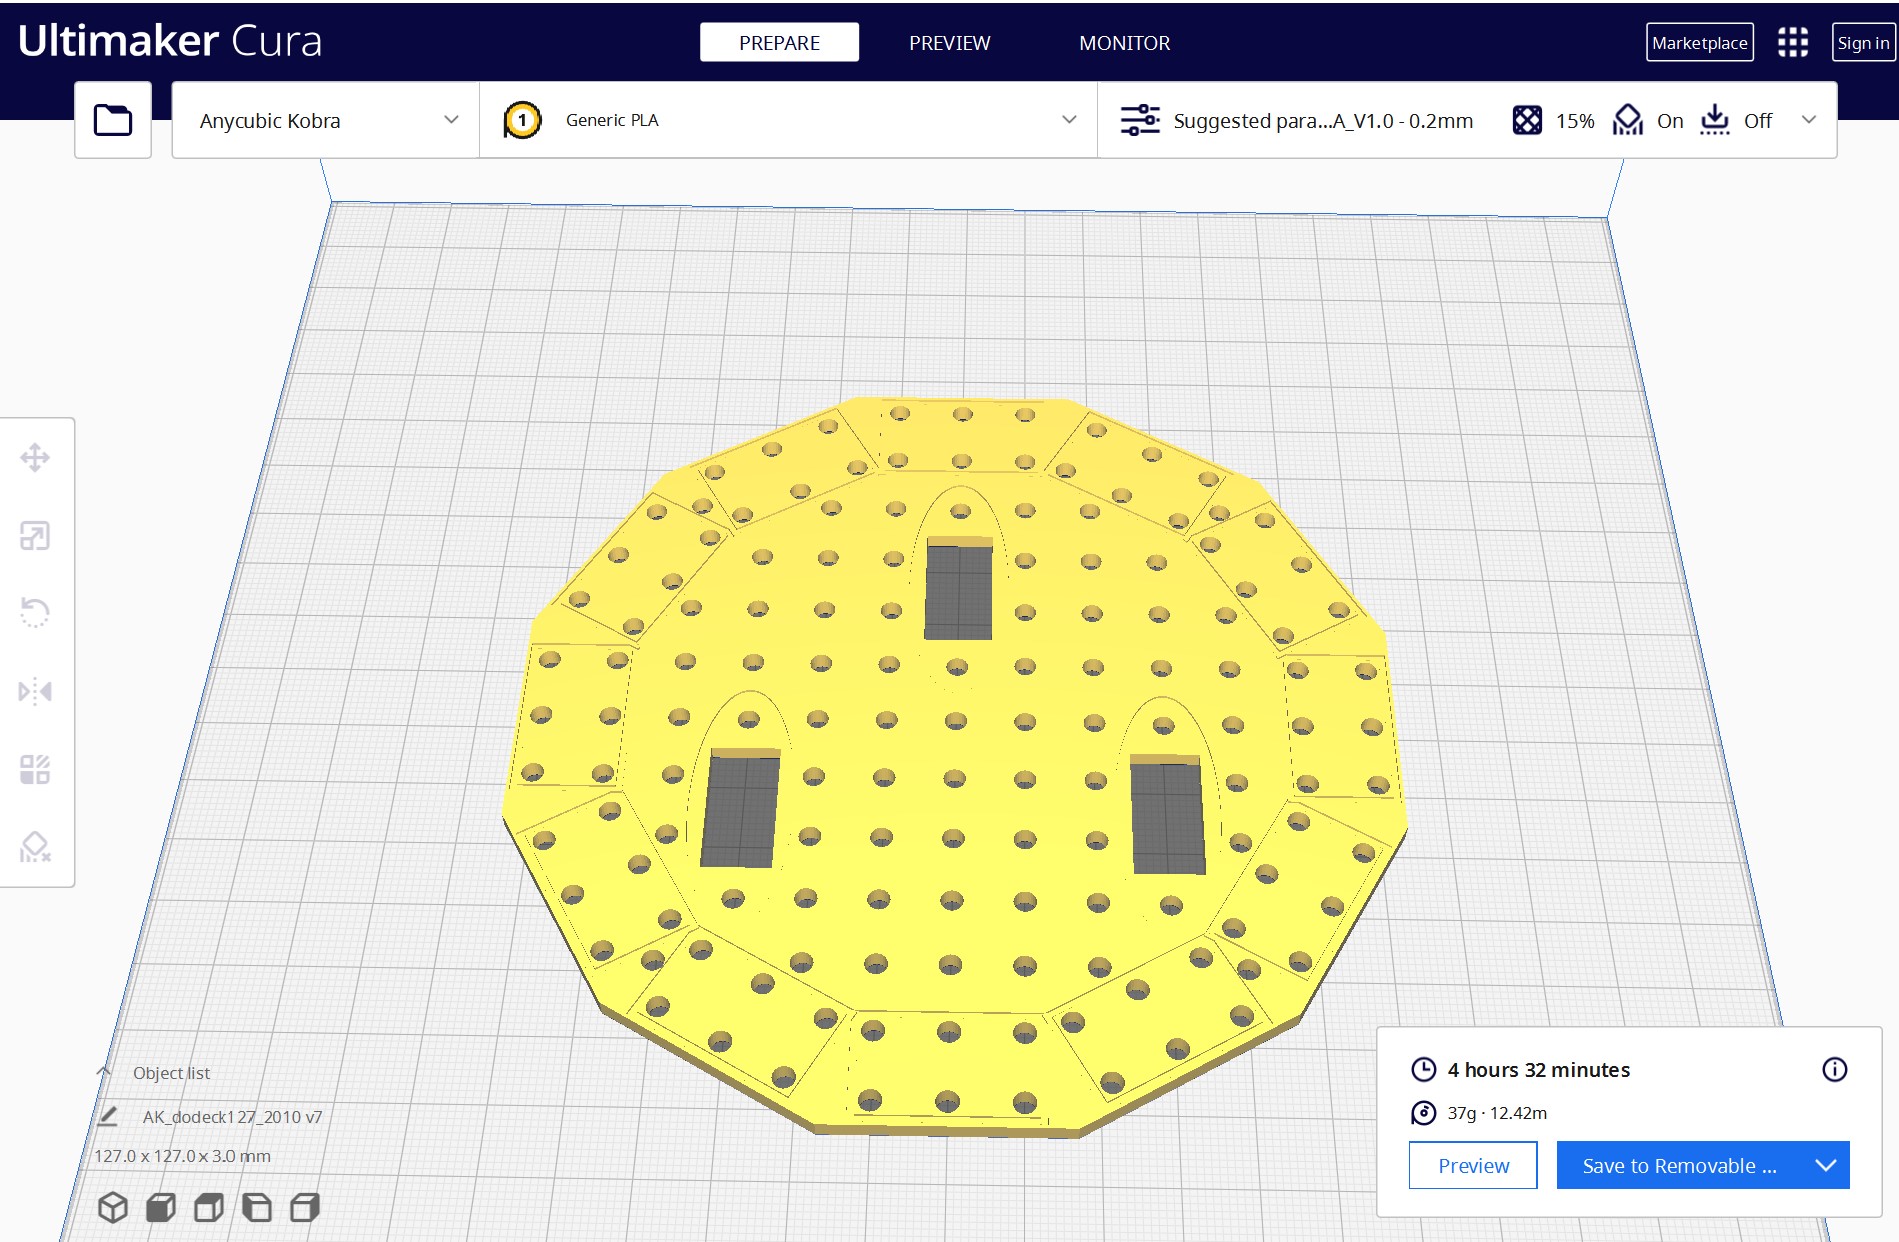 Ultimaker Cura
PREPARE
PREVIEW
MONITOR
Marketplace
Sign in
Anycubic Kobra
1
Generic PLA
Suggested para...A_V1.0 - 0.2mm
15%
On
Off
Object list
AK_dodeck127_2010 v7
127.0 x 127.0 x 3.0 mm
4 hours 32 minutes
37g · 12.42m
Preview
Save to Removable ...